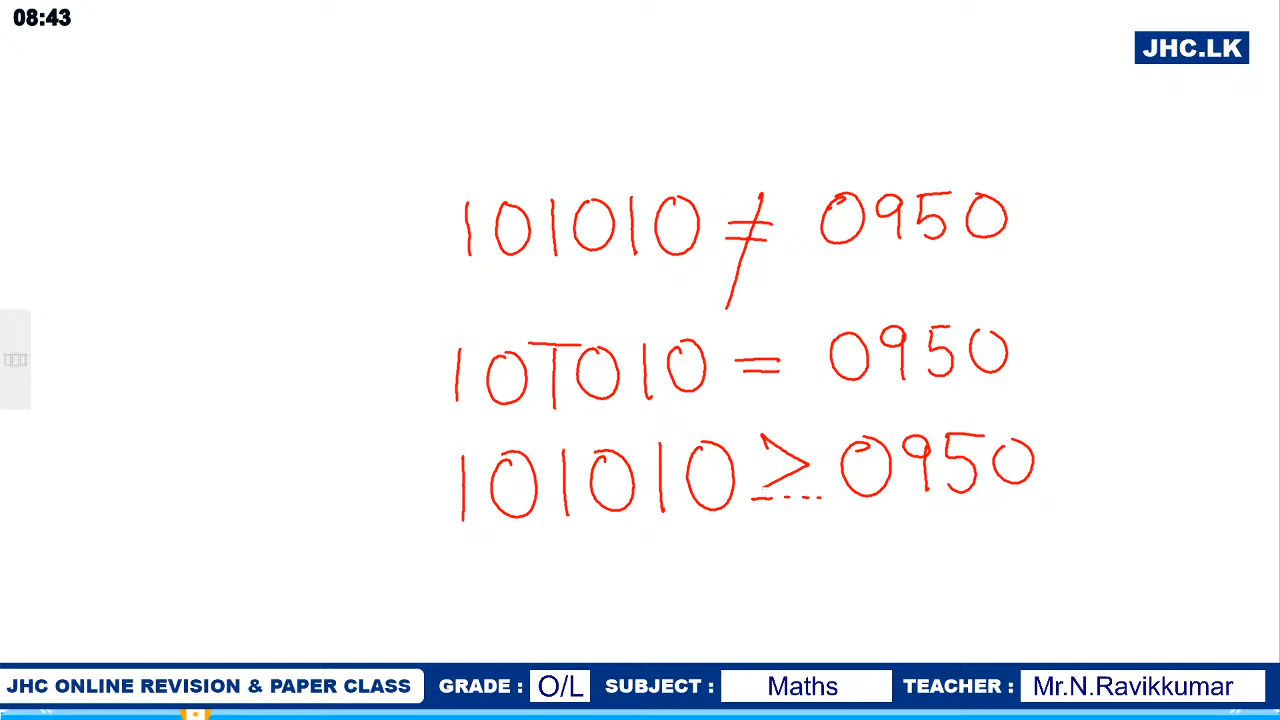 08:43
JHC.LK
101010 ≠ 0950
10T010 = 0950
101010 ≥ 0950
JHC ONLINE REVISION & PAPER CLASS GRADE : O/L SUBJECT : Maths TEACHER : Mr.N.Ravikkumar